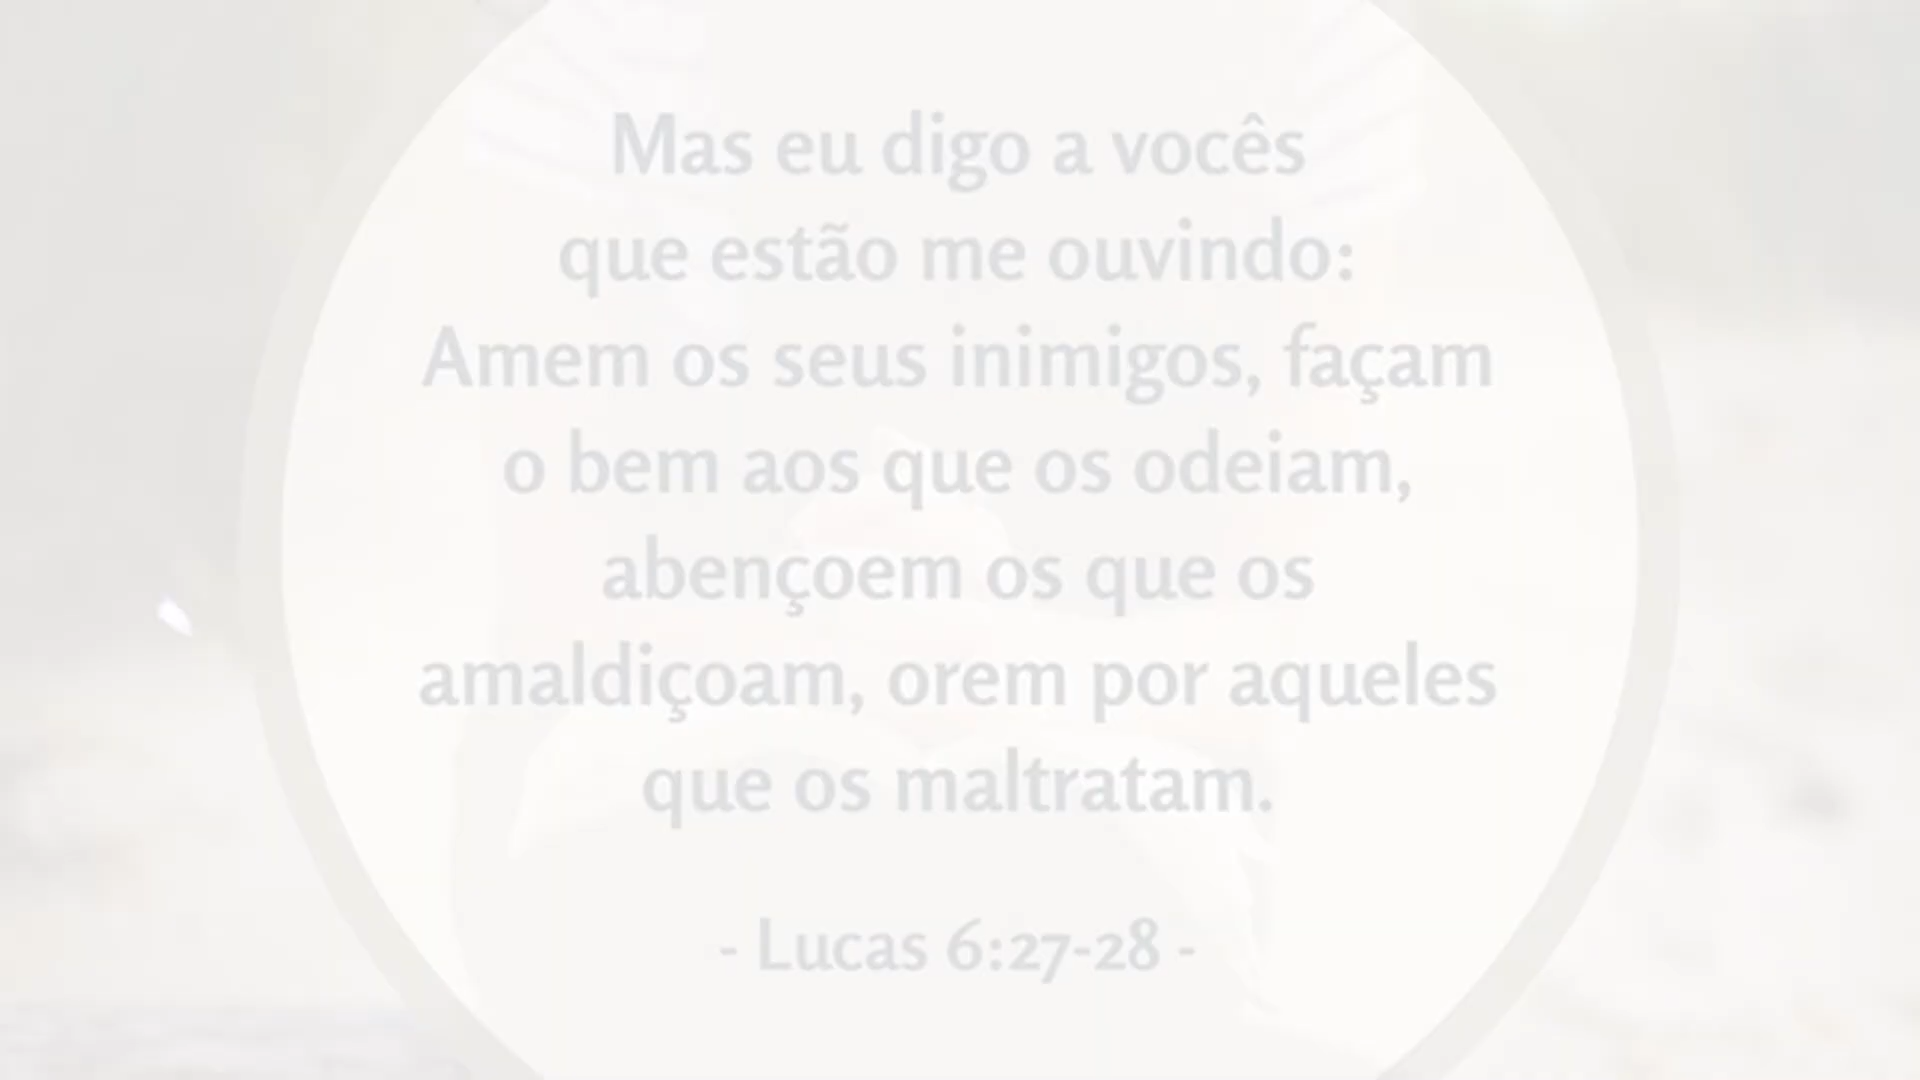 Mas eu digo a vocês
que estão me ouvindo:
Amem os seus inimigos, façam
o bem aos que os odeiam,
abençoem os que os
amaldiçoam, orem por aqueles
que os maltratam.
- Lucas 6:27-28 -